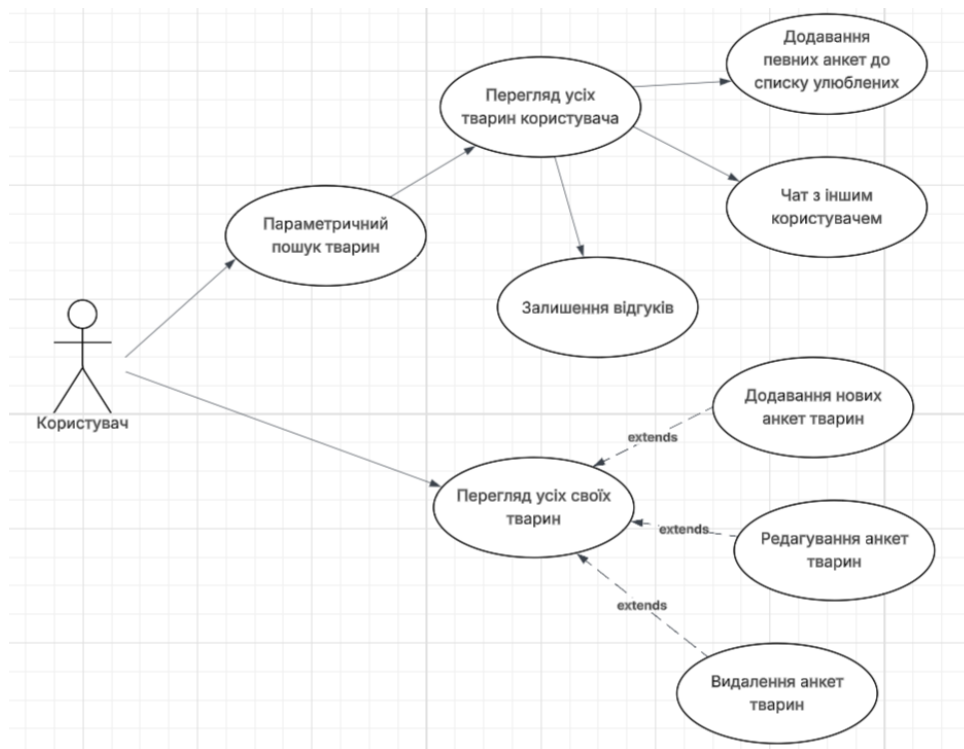 Додавання
певних анкет до
списку улюблених
Перегляд усіх
тварин користувача
Чат з іншим
користувачем
Параметричний
пошук тварин
Залишення відгуків
Користувач
Додавання нових
анкет тварин
extends
Перегляд усіх своїх
тварин
extends
Редагування анкет
тварин
extends
Видалення анкет
тварин